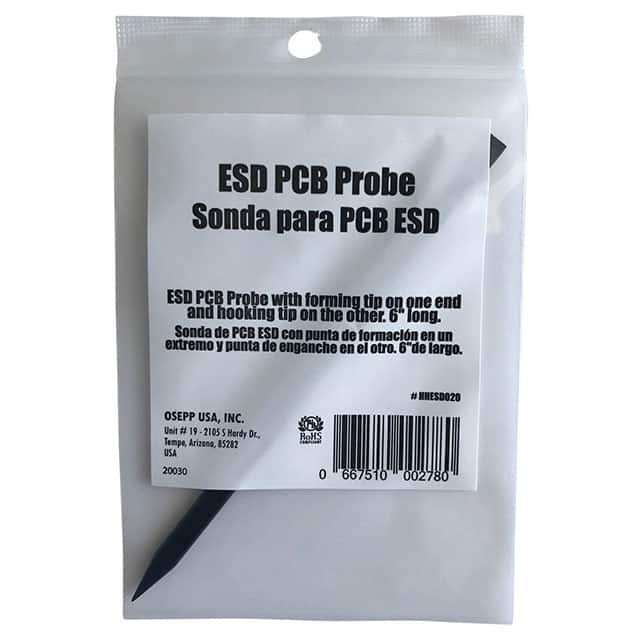 ESD PCB Probe
Sonda para PCB ESD
ESD PCB Probe with forming tip on one end
and hooking tip on the other. 6" long.
Sonda de PCB ESD con punta de formación en un
extremo y punta de enganche en el otro. 6"de largo.
# HHESD020
OSEPP USA, INC.
Unit # 19 - 2105 S Hardy Dr.,
Tempe, Arizona, 85282
USA
20030
RoHS
COMPLIANT
0 667510 002780